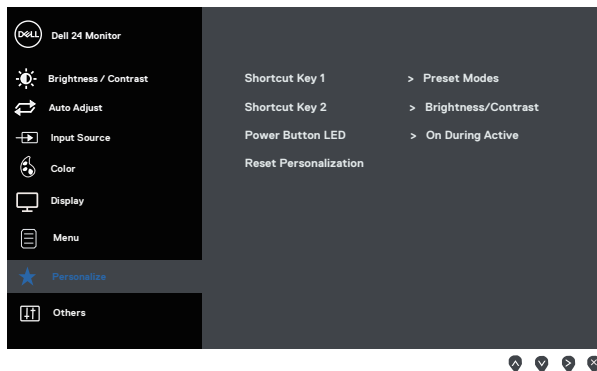 DELL Dell 24 Monitor
Brightness / Contrast
Auto Adjust
Input Source
Color
Display
Menu
Personalize
Others
Shortcut Key 1 > Preset Modes
Shortcut Key 2 > Brightness/Contrast
Power Button LED > On During Active
Reset Personalization